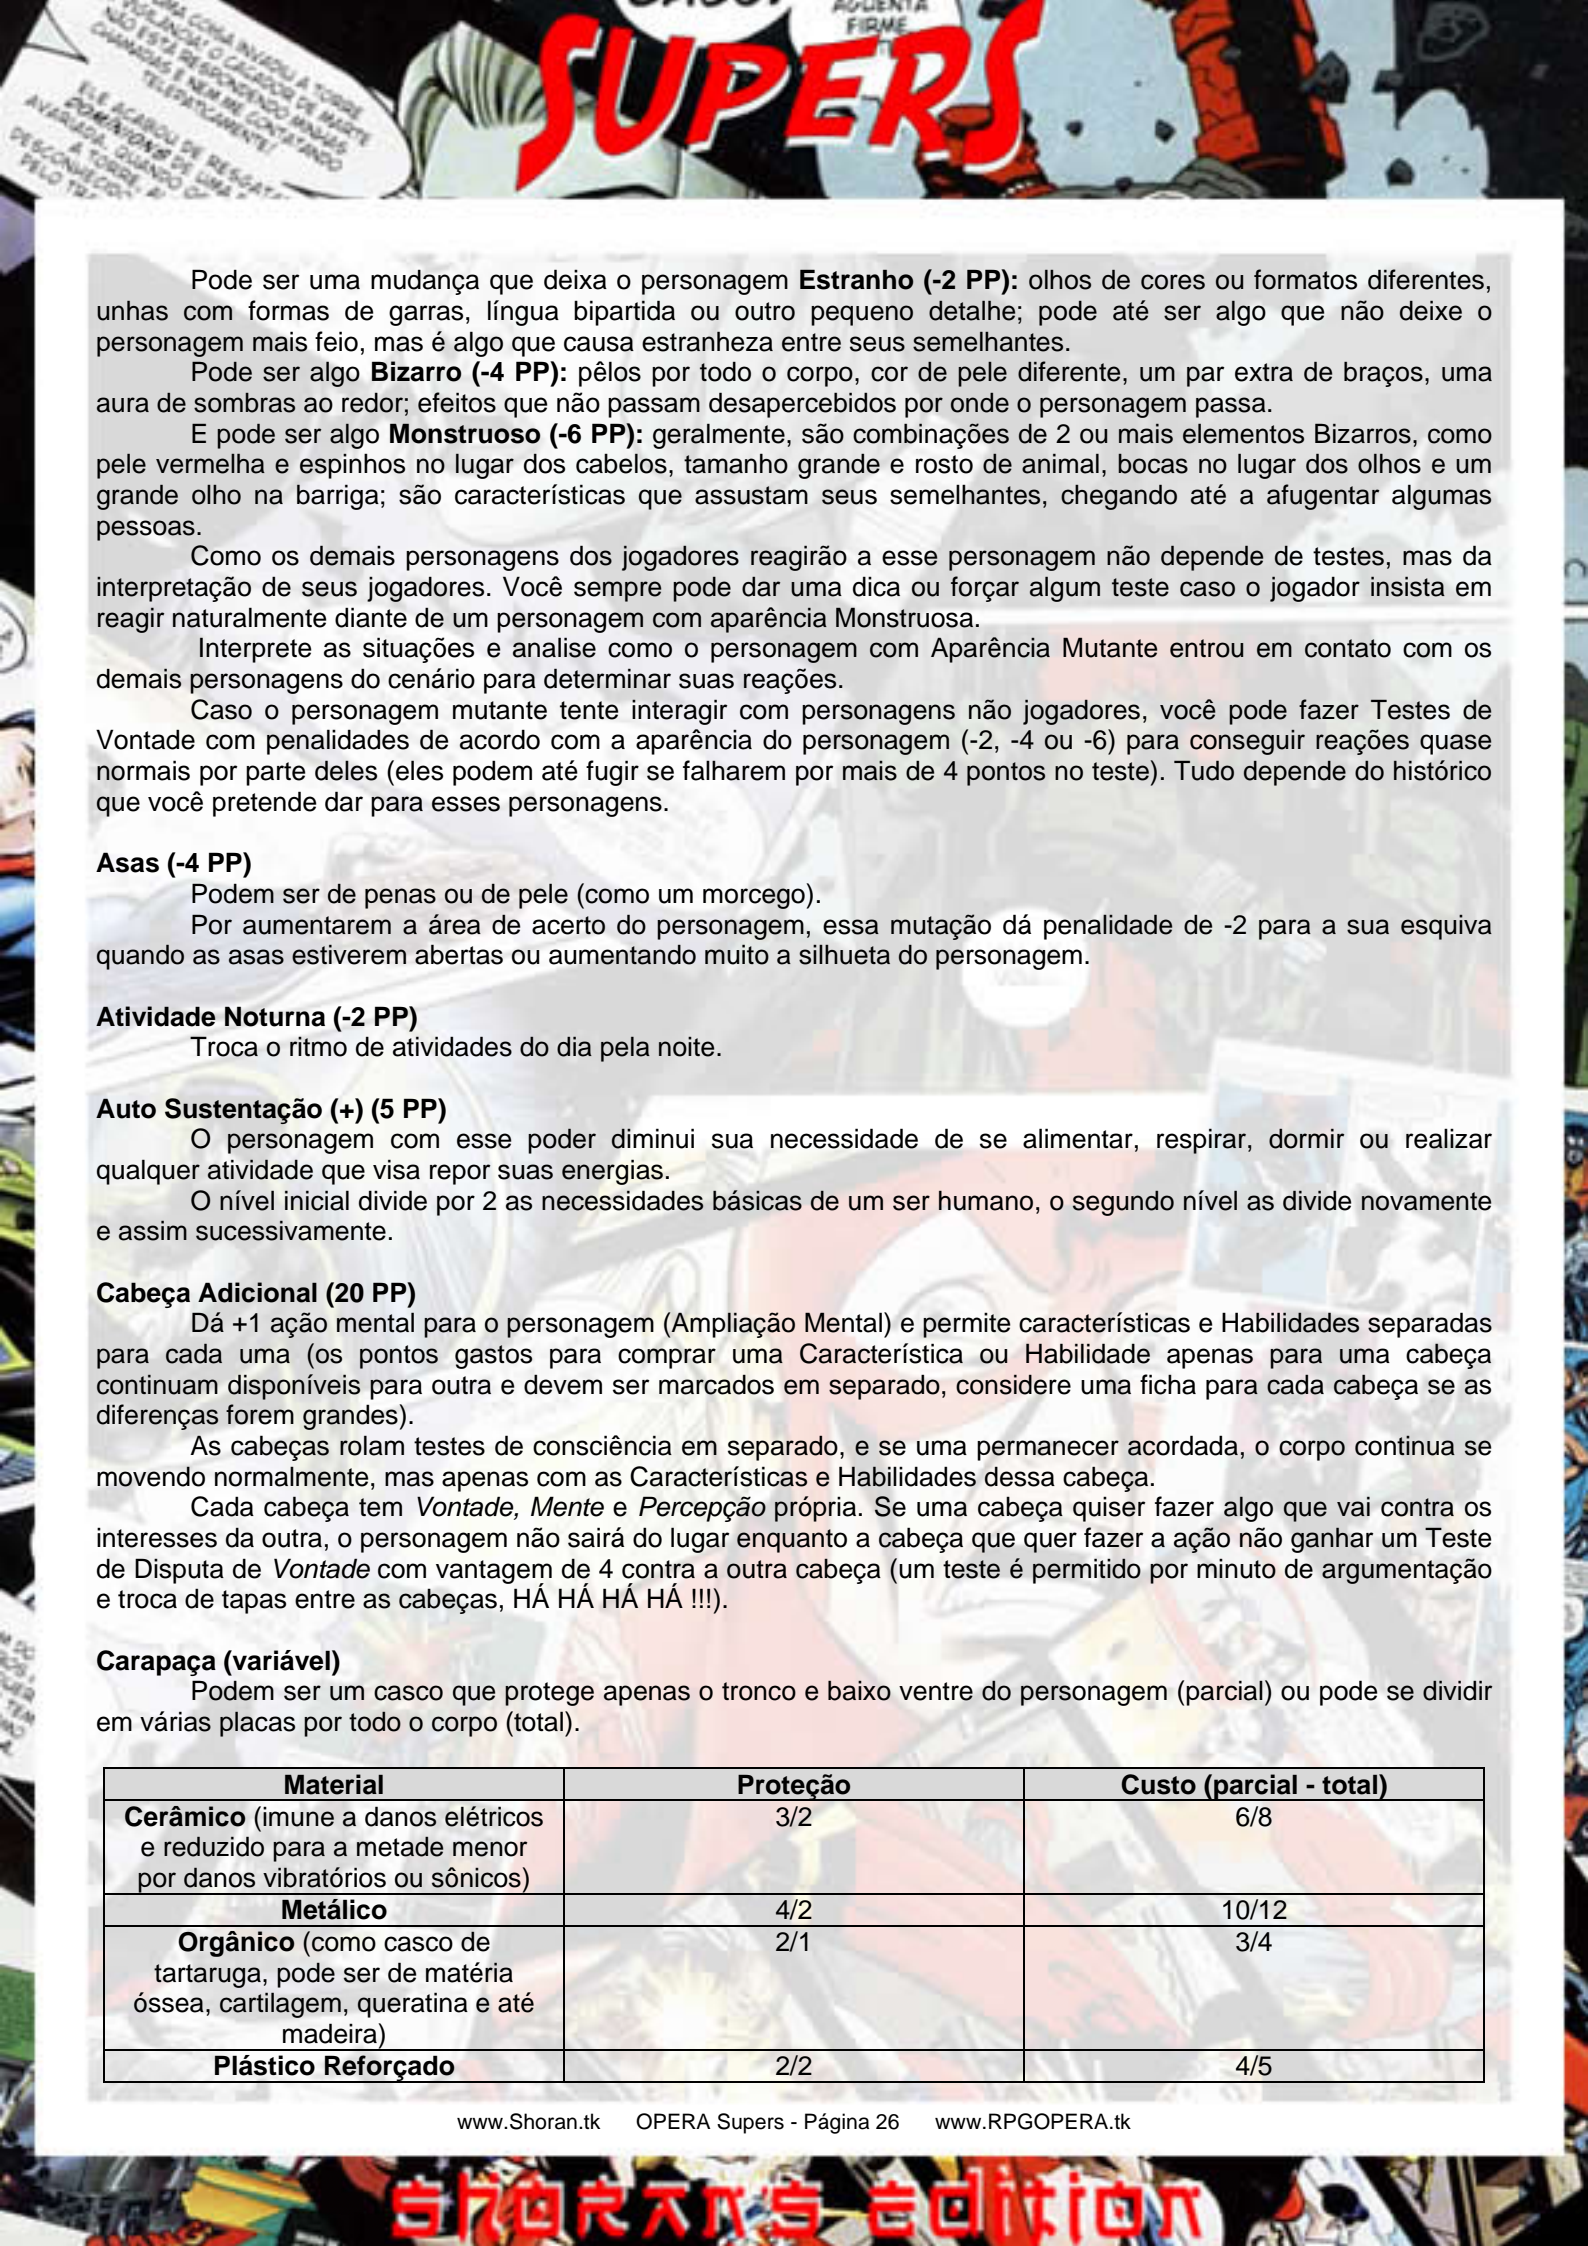 UMA COISA INVADIU A TORRE
NÃO ESTÁ RESPONDENDO MINHAS
CHAMADAS E NEM ME CONTATANDO
TELEPATICAMENTE!
ELE ACABOU DE
DE UMA
AVARIADA, QUANDO
A TORRE,
AGUENTA
FIRME
SUPERS
Pode ser uma mudança que deixa o personagem Estranho (-2 PP): olhos de cores ou formatos diferentes,
unhas com formas de garras, língua bipartida ou outro pequeno detalhe; pode até ser algo que não deixe o
personagem mais feio, mas é algo que causa estranheza entre seus semelhantes.
Pode ser algo Bizarro (-4 PP): pêlos por todo o corpo, cor de pele diferente, um par extra de braços, uma
aura de sombras ao redor; efeitos que não passam desapercebidos por onde o personagem passa.
E pode ser algo Monstruoso (-6 PP): geralmente, são combinações de 2 ou mais elementos Bizarros, como
pele vermelha e espinhos no lugar dos cabelos, tamanho grande e rosto de animal, bocas no lugar dos olhos e um
grande olho na barriga; são características que assustam seus semelhantes, chegando até a afugentar algumas
pessoas.
Como os demais personagens dos jogadores reagirão a esse personagem não depende de testes, mas da
interpretação de seus jogadores. Você sempre pode dar uma dica ou forçar algum teste caso o jogador insista em
reagir naturalmente diante de um personagem com aparência Monstruosa.
Interprete as situações e analise como o personagem com Aparência Mutante entrou em contato com os
demais personagens do cenário para determinar suas reações.
Caso o personagem mutante tente interagir com personagens não jogadores, você pode fazer Testes de
Vontade com penalidades de acordo com a aparência do personagem (-2, -4 ou -6) para conseguir reações quase
normais por parte deles (eles podem até fugir se falharem por mais de 4 pontos no teste). Tudo depende do histórico
que você pretende dar para esses personagens.
Asas (-4 PP)
Podem ser de penas ou de pele (como um morcego).
Por aumentarem a área de acerto do personagem, essa mutação dá penalidade de -2 para a sua esquiva
quando as asas estiverem abertas ou aumentando muito a silhueta do personagem.
Atividade Noturna (-2 PP)
Troca o ritmo de atividades do dia pela noite.
Auto Sustentação (+) (5 PP)
O personagem com esse poder diminui sua necessidade de se alimentar, respirar, dormir ou realizar
qualquer atividade que visa repor suas energias.
O nível inicial divide por 2 as necessidades básicas de um ser humano, o segundo nível as divide novamente
e assim sucessivamente.
Cabeça Adicional (20 PP)
Dá +1 ação mental para o personagem (Ampliação Mental) e permite características e Habilidades separadas
para cada uma (os pontos gastos para comprar uma Característica ou Habilidade apenas para uma cabeça
continuam disponíveis para outra e devem ser marcados em separado, considere uma ficha para cada cabeça se as
diferenças forem grandes).
As cabeças rolam testes de consciência em separado, e se uma permanecer acordada, o corpo continua se
movendo normalmente, mas apenas com as Características e Habilidades dessa cabeça.
Cada cabeça tem Vontade, Mente e Percepção própria. Se uma cabeça quiser fazer algo que vai contra os
interesses da outra, o personagem não sairá do lugar enquanto a cabeça que quer fazer a ação não ganhar um Teste
de Disputa de Vontade com vantagem de 4 contra a outra cabeça (um teste é permitido por minuto de argumentação
e troca de tapas entre as cabeças, HÁ HÁ HÁ HÁ !!!).
Carapaça (variável)
Podem ser um casco que protege apenas o tronco e baixo ventre do personagem (parcial) ou pode se dividir
em várias placas por todo o corpo (total).
Material Proteção Custo (parcial - total)
Cerâmico (imune a danos elétricos 3/2 6/8
e reduzido para a metade menor
por danos vibratórios ou sônicos)
Metálico 4/2 10/12
Orgânico (como casco de 2/1 3/4
tartaruga, pode ser de matéria
óssea, cartilagem, queratina e até
madeira)
Plástico Reforçado 2/2 4/5
www.Shoran.tk OPERA Supers - Página 26 www.RPGOPERA.tk
shoran's edition